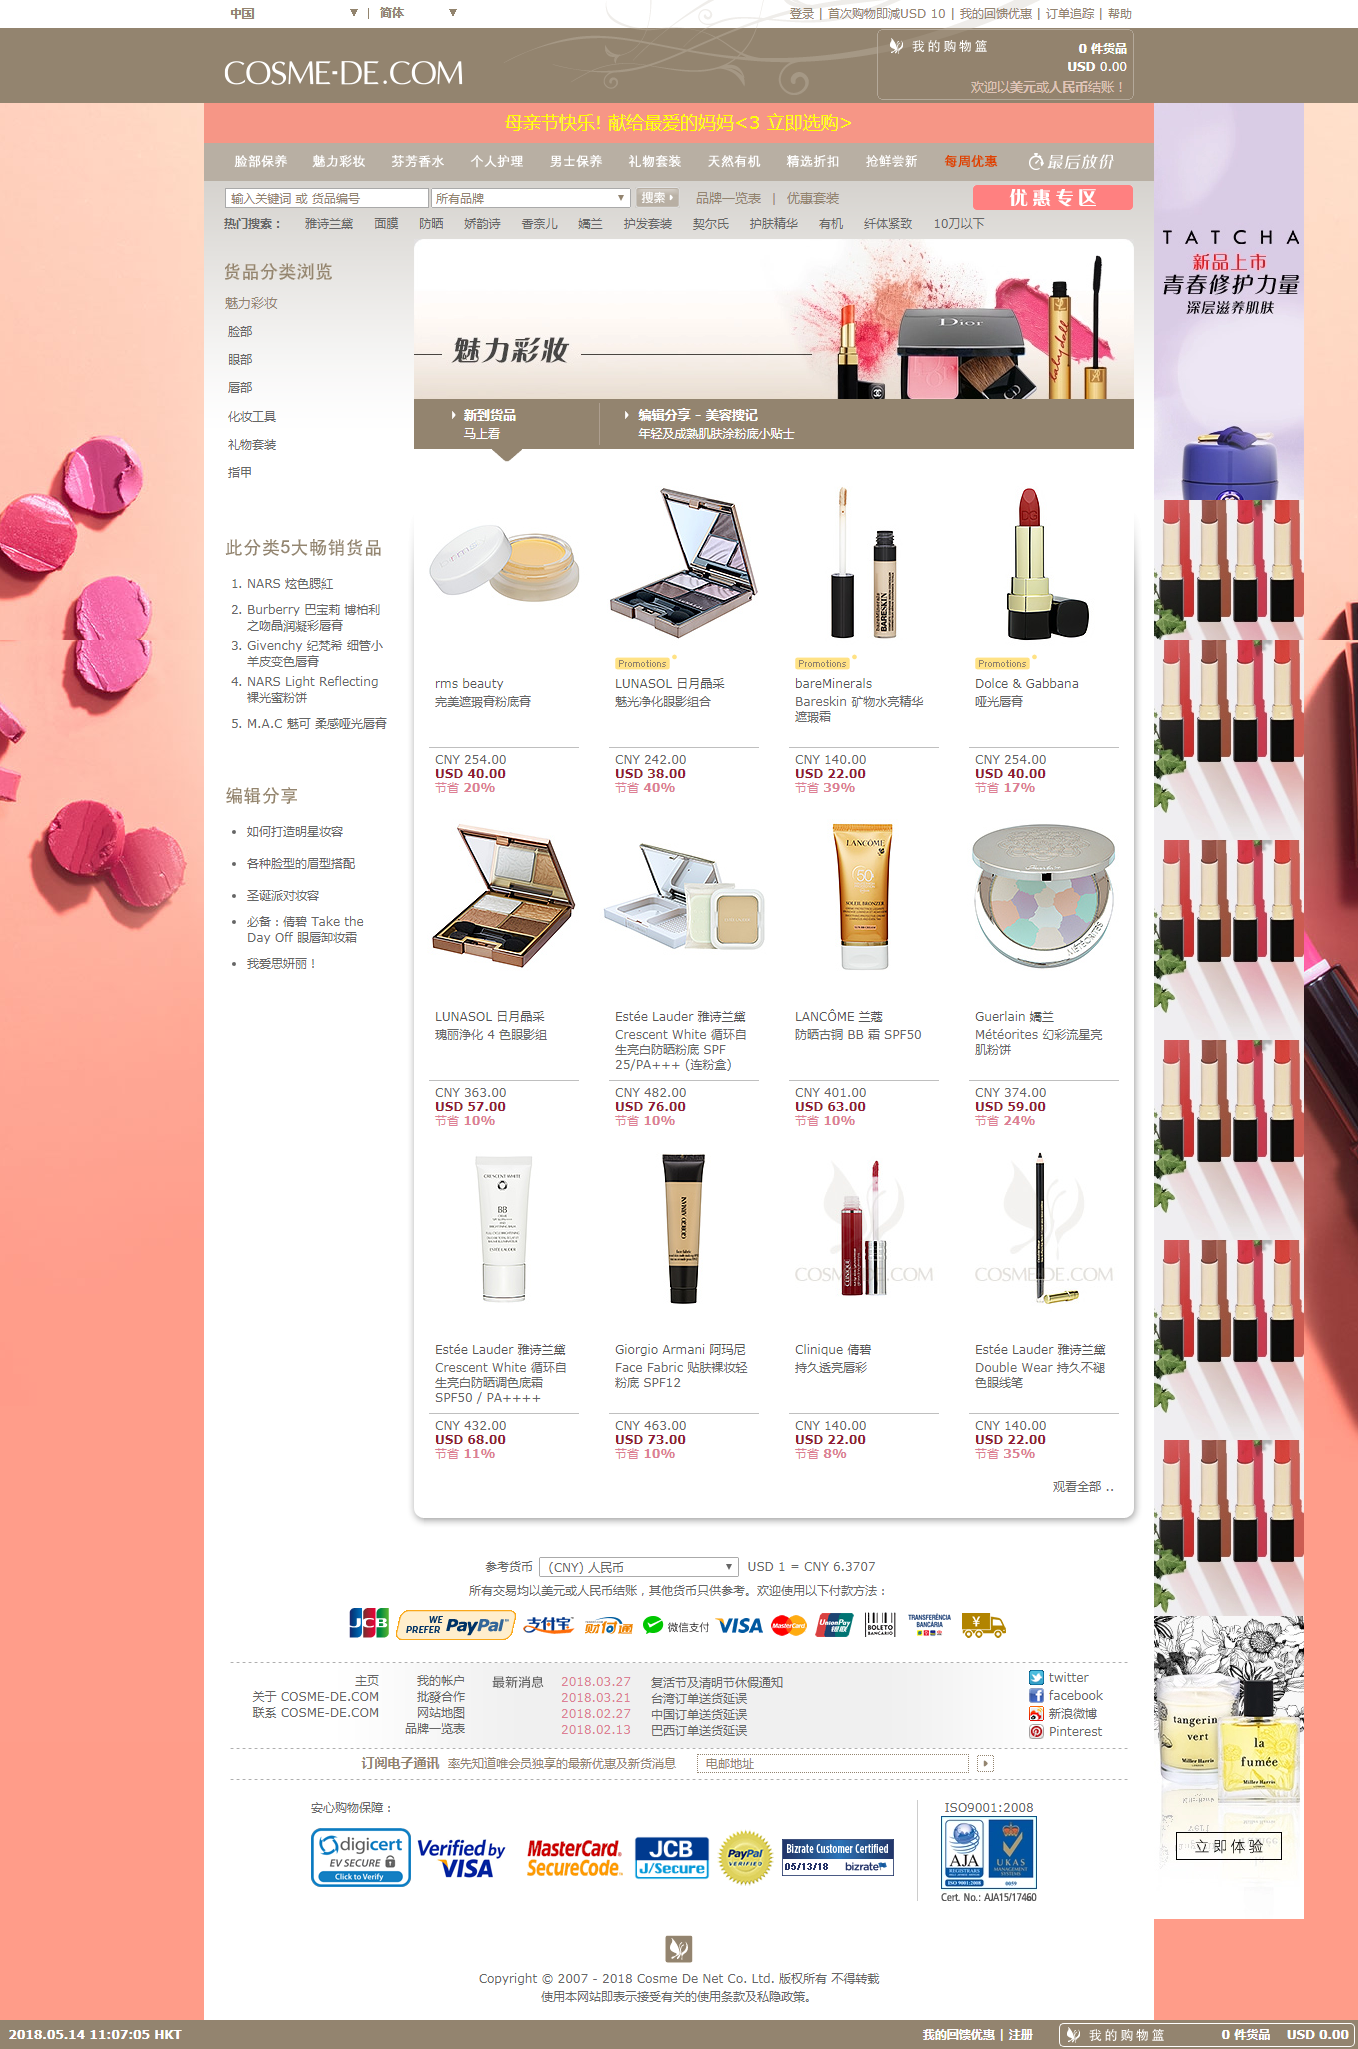 中国 ▼ | 简体 ▼
登录 | 首次购物即减USD 10 | 我的回馈优惠 | 订单追踪 | 帮助
COSME-DE.COM
我的购物篮 0 件货品
USD 0.00
欢迎以美元或人民币结账！
母亲节快乐! 献给最爱的妈妈<3 立即选购>
脸部保养 魅力彩妆 芬芳香水 个人护理 男士保养 礼物套装 天然有机 精选折扣 抢鲜尝新 每周优惠 最后放价
输入关键词 或 货品编号 所有品牌 搜索 品牌一览表 | 优惠套装 优惠专区
热门搜索： 雅诗兰黛 面膜 防晒 娇韵诗 香奈儿 娇兰 护发套装 契尔氏 护肤精华 有机 纤体紧致 10刀以下
货品分类浏览
魅力彩妆
脸部
眼部
唇部
化妆工具
礼物套装
指甲
此分类5大畅销货品
1. NARS 炫色腮紅
2. Burberry 巴宝莉 博柏利
之吻晶润凝彩唇膏
3. Givenchy 纪梵希 细管小
羊皮变色唇膏
4. NARS Light Reflecting
裸光蜜粉饼
5. M.A.C 魅可 柔感哑光唇膏
编辑分享
如何打造明星妆容
各种脸型的眉型搭配
圣诞派对妆容
必备：倩碧 Take the
Day Off 眼唇卸妆霜
我爱思妍丽！
魅力彩妆
Dior
新到货品
马上看
编辑分享 – 美容搜记
年轻及成熟肌肤涂粉底小贴士
rms beauty
完美遮瑕膏粉底膏
CNY 254.00
USD 40.00
节省 20%
Promotions
LUNASOL 日月晶采
魅光净化眼影组合
CNY 242.00
USD 38.00
节省 40%
bareMinerals
BARESKIN
Promotions
bareMinerals
Bareskin 矿物水亮精华
遮瑕霜
CNY 140.00
USD 22.00
节省 39%
Promotions
Dolce & Gabbana
哑光唇膏
CNY 254.00
USD 40.00
节省 17%
LUNASOL 日月晶采
瑰丽净化 4 色眼影组
CNY 363.00
USD 57.00
节省 10%
Estée Lauder 雅诗兰黛
Crescent White 循环自
生亮白防晒粉底 SPF
25/PA+++ (连粉盒)
CNY 482.00
USD 76.00
节省 10%
LANCÔME
50
SOLEIL BRONZER
LANCÔME 兰蔻
防晒古铜 BB 霜 SPF50
CNY 401.00
USD 63.00
节省 10%
MÉTÉORITES
Guerlain 娇兰
Météorites 幻彩流星亮
肌粉饼
CNY 374.00
USD 59.00
节省 24%
CRESCENT WHITE
BB
ESTÉE LAUDER
Estée Lauder 雅诗兰黛
Crescent White 循环自
生亮白防晒调色底霜
SPF50 / PA++++
CNY 432.00
USD 68.00
节省 11%
GIORGIO ARMANI
Giorgio Armani 阿玛尼
Face Fabric 贴肤裸妆轻
粉底 SPF12
CNY 463.00
USD 73.00
节省 10%
CLINIQUE
COSME-DE.COM
Clinique 倩碧
持久透亮唇彩
CNY 140.00
USD 22.00
节省 8%
COSME-DE.COM
Estée Lauder 雅诗兰黛
Double Wear 持久不褪
色眼线笔
CNY 140.00
USD 22.00
节省 35%
观看全部 ..
TATCHA
新品上市
青春修护力量
深层滋养肌肤
tangerine
vert
Miller Harris
la
fumée
Miller Harris
立即体验
参考货币 (CNY) 人民币 USD 1 = CNY 6.3707
所有交易均以美元或人民币结账，其他货币只供参考。欢迎使用以下付款方法：
JCB WE PREFER PayPal 支付宝 财付通 微信支付 VISA MasterCard UnionPay 银联 BOLETO BANCÁRIO TRANSFERÊNCIA BANCÁRIA ¥
主页
关于 COSME-DE.COM
联系 COSME-DE.COM
我的帐户
批發合作
网站地图
品牌一览表
最新消息
2018.03.27 复活节及清明节休假通知
2018.03.21 台湾订单送货延误
2018.02.27 中国订单送货延误
2018.02.13 巴西订单送货延误
twitter
facebook
新浪微博
Pinterest
订阅电子通讯 率先知道唯会员独享的最新优惠及新货消息 电邮地址
安心购物保障：
digicert
EV SECURE
Click to Verify
Verified by
VISA
MasterCard.
SecureCode.
JCB
J/Secure
PayPal
VERIFIED
Bizrate Customer Certified
05/13/18 bizrate
ISO9001:2008
AJA
REGISTRARS
UKAS
MANAGEMENT
SYSTEMS
Cert. No.: AJA15/17460
Copyright © 2007 - 2018 Cosme De Net Co. Ltd. 版权所有 不得转载
使用本网站即表示接受有关的使用条款及私隐政策。
2018.05.14 11:07:05 HKT
我的回馈优惠 | 注册
我的购物篮 0 件货品 USD 0.00